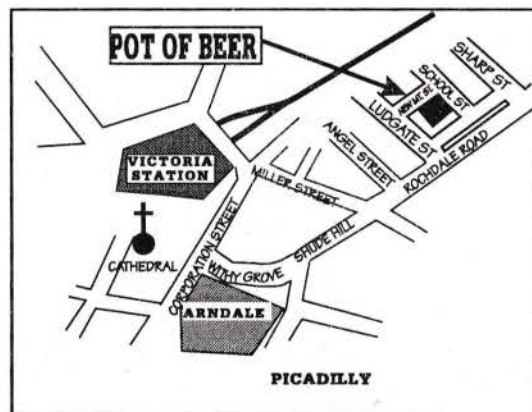 POT OF BEER
SHARP ST
SCHOOL ST
NEW MT. ST.
LUDGATE ST
ANGEL STREET
ROCHDALE ROAD
VICTORIA
STATION
MILLER STREET
CORPORATION STREET
SHUDE HILL
WITHY GROVE
CATHEDRAL
ARNDALE
PICADILLY